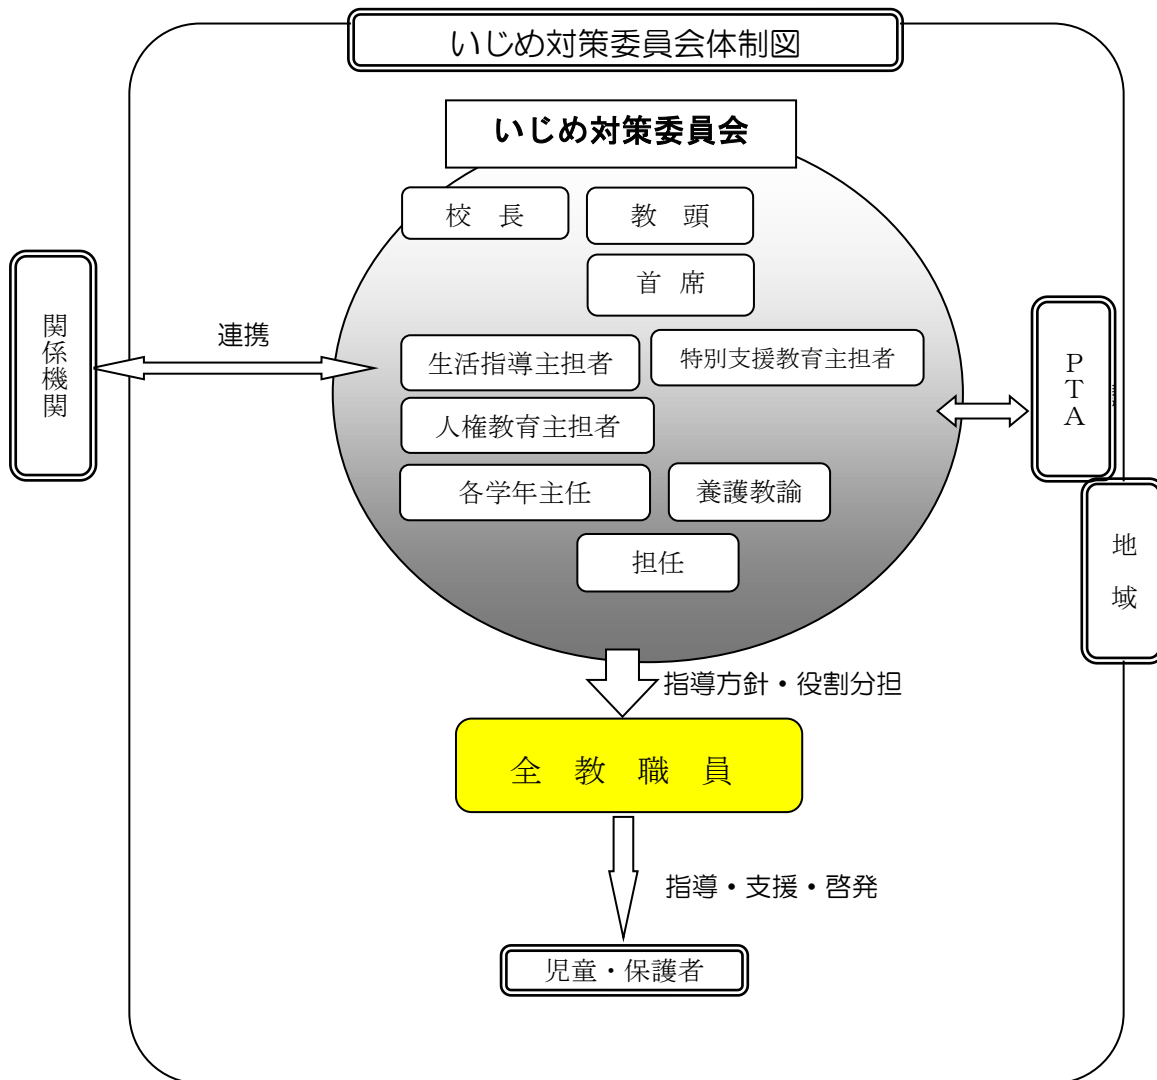 いじめ対策委員会体制図
いじめ対策委員会
校 長
教 頭
首 席
関係機関
連携
生活指導主担者
特別支援教育主担者
人権教育主担者
PTA
各学年主任
養護教諭
担任
地域
指導方針・役割分担
全 教 職 員
指導・支援・啓発
児童・保護者